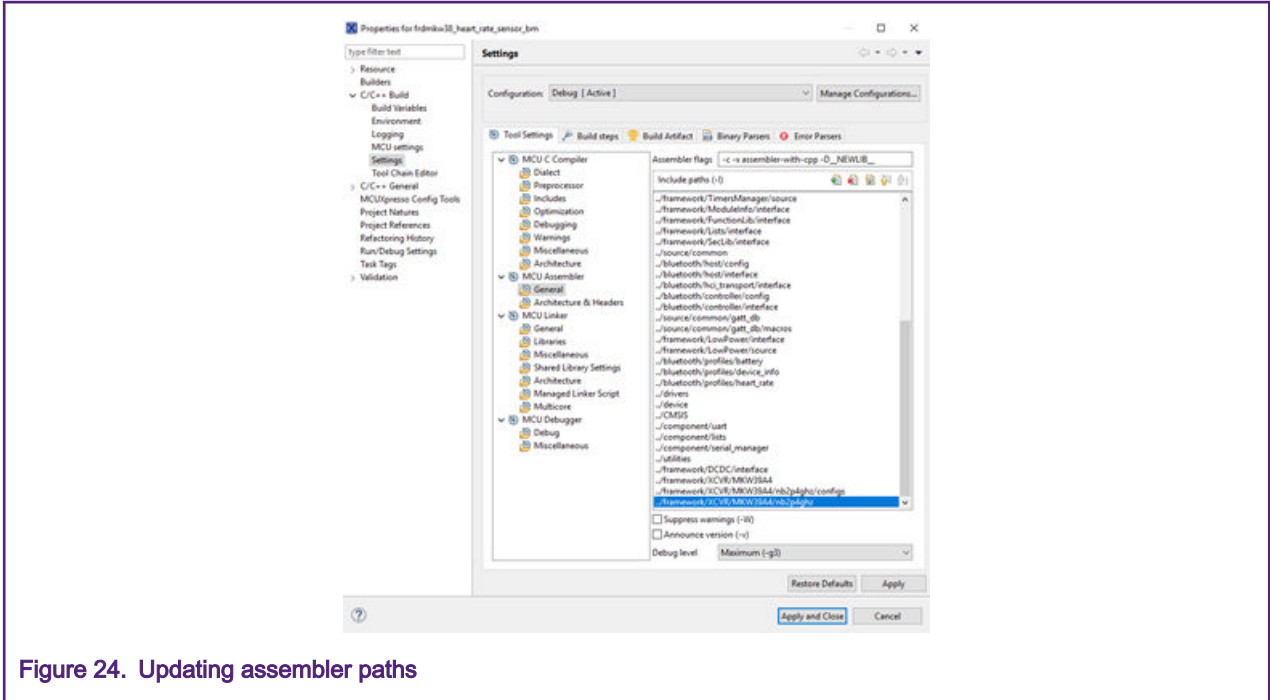 Properties for frdmkw38_heart_rate_sensor_bm
type filter text
Resource
Builders
C/C++ Build
Build Variables
Environment
Logging
MCU settings
Settings
Tool Chain Editor
C/C++ General
MCUXpresso Config Tools
Project Natures
Project References
Refactoring History
Run/Debug Settings
Task Tags
Validation
Settings
Configuration: Debug [ Active ]
Manage Configurations...
Tool Settings Build steps Build Artifact Binary Parsers Error Parsers
MCU C Compiler
Dialect
Preprocessor
Includes
Optimization
Debugging
Warnings
Miscellaneous
Architecture
MCU Assembler
General
Architecture & Headers
MCU Linker
General
Libraries
Miscellaneous
Shared Library Settings
Architecture
Managed Linker Script
Multicore
MCU Debugger
Debug
Miscellaneous
Assembler flags -c -x assembler-with-cpp -D__NEWLIB__
Include paths (-I)
../framework/TimersManager/source
../framework/ModuleInfo/interface
../framework/FunctionLib/interface
../framework/Lists/interface
../framework/SecLib/interface
../source/common
../bluetooth/host/config
../bluetooth/host/interface
../bluetooth/hci_transport/interface
../bluetooth/controller/config
../bluetooth/controller/interface
../source/common/gatt_db
../source/common/gatt_db/macros
../framework/LowPower/interface
../framework/LowPower/source
../bluetooth/profiles/battery
../bluetooth/profiles/device_info
../bluetooth/profiles/heart_rate
../drivers
../device
../CMSIS
../component/uart
../component/lists
../component/serial_manager
../utilities
../framework/DCDC/interface
../framework/XCVR/MKW39A4
../framework/XCVR/MKW39A4/nb2p4ghz/configs
../framework/XCVR/MKW39A4/nb2p4ghz
Suppress warnings (-W)
Announce version (-v)
Debug level Maximum (-g3)
Restore Defaults Apply
? Apply and Close Cancel
Figure 24. Updating assembler paths